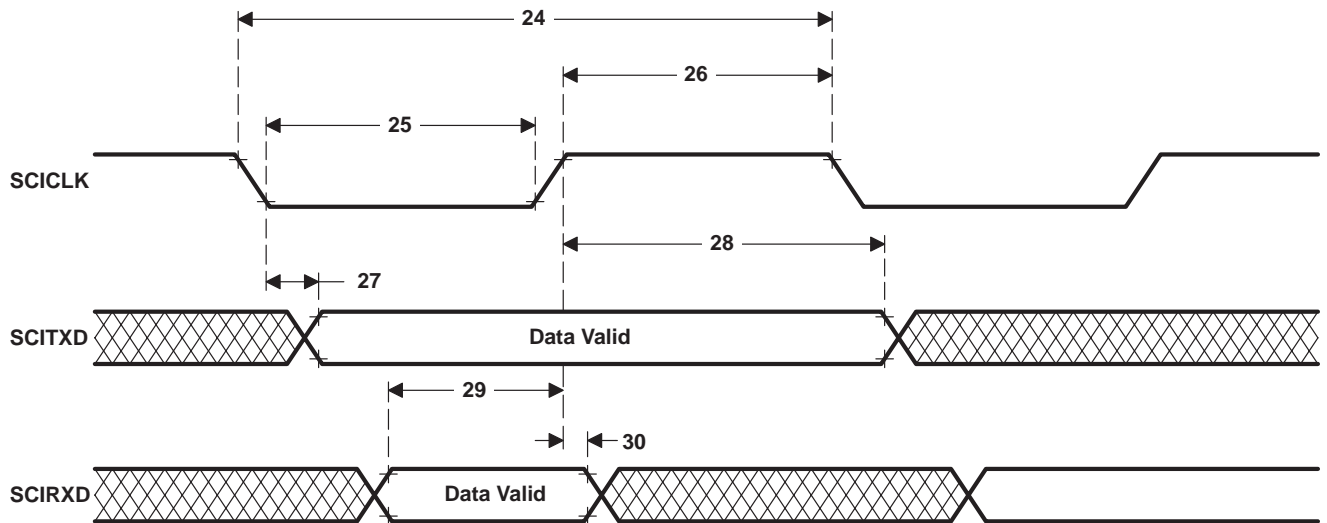 24
26
25
SCICLK
28
27
SCITXD
Data Valid
29
30
SCIRXD
Data Valid